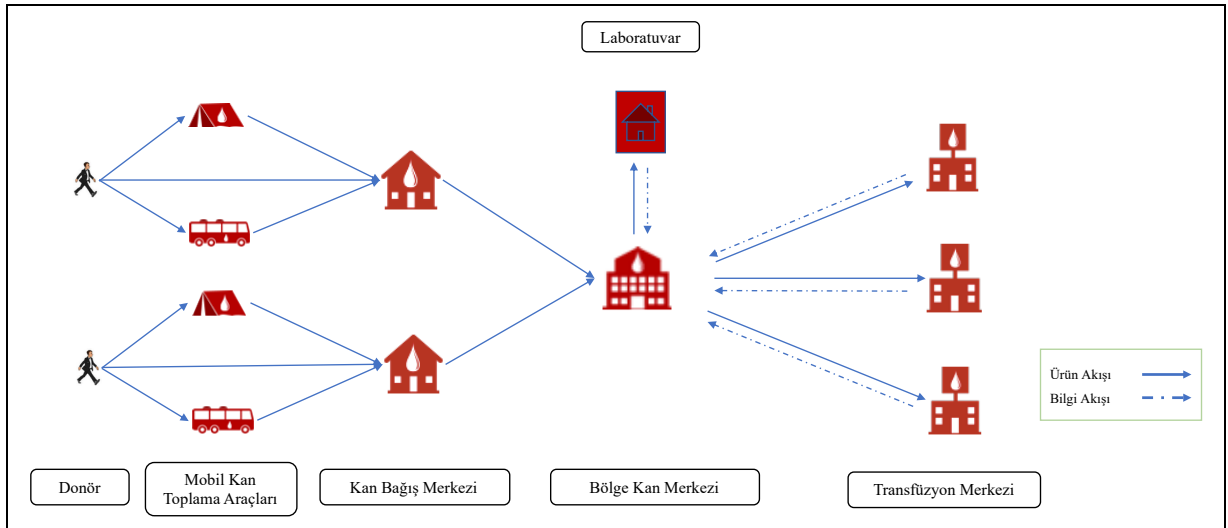 Laboratuvar
Ürün Akışı
Bilgi Akışı
Donör
Mobil Kan
Toplama Araçları
Kan Bağış Merkezi
Bölge Kan Merkezi
Transfüzyon Merkezi